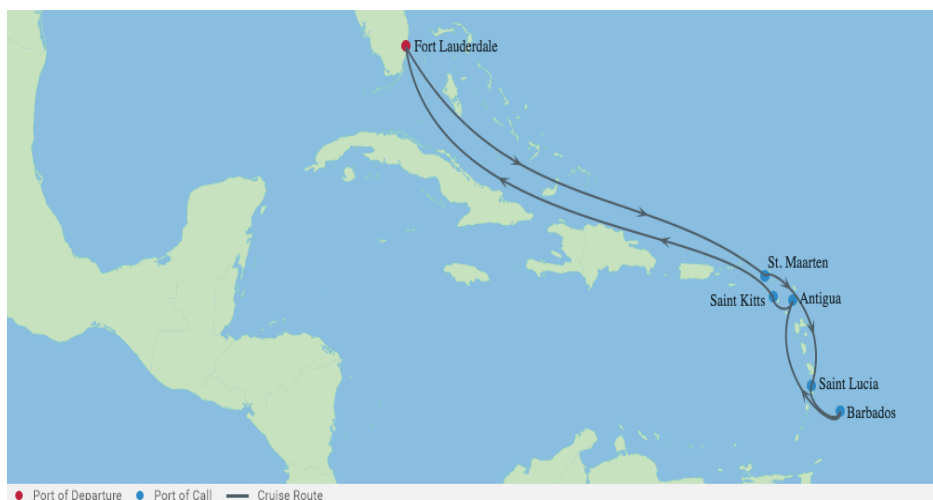 Fort Lauderdale
St. Maarten
Saint Kitts
Antigua
Saint Lucia
Barbados
Port of Departure Port of Call Cruise Route